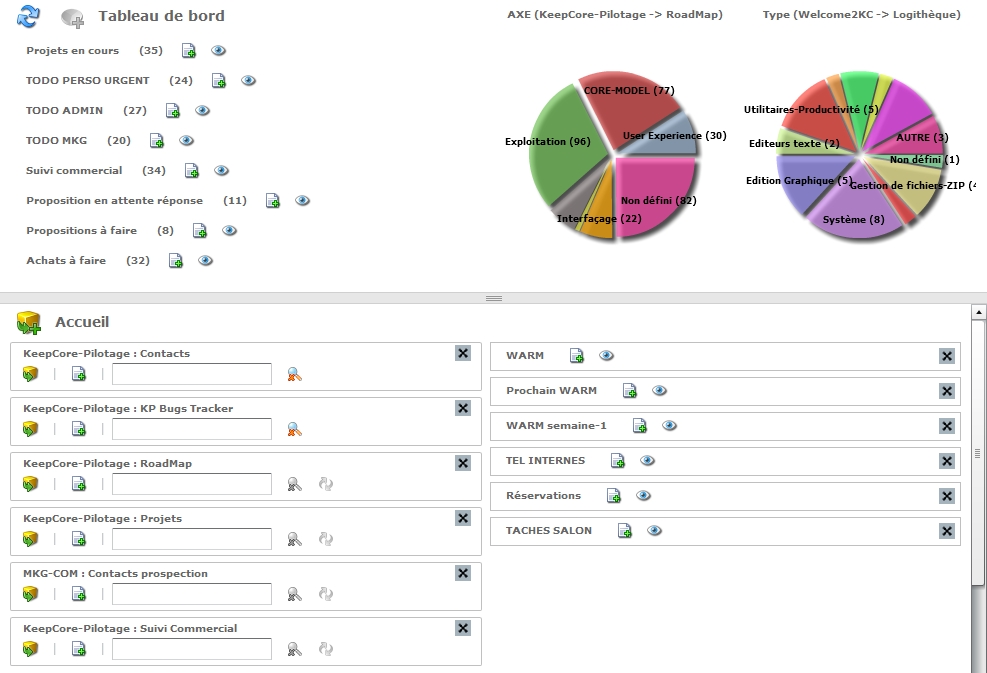 Tableau de bord
Projets en cours (35)
TODO PERSO URGENT (24)
TODO ADMIN (27)
TODO MKG (20)
Suivi commercial (34)
Proposition en attente réponse (11)
Propositions à faire (8)
Achats à faire (32)
AXE (KeepCore-Pilotage -> RoadMap)
CORE-MODEL (77)
User Experience (30)
Exploitation (96)
Non défini (82)
Interfaçage (22)
Type (Welcome2KC -> Logithèque)
Utilitaires-Productivité (5)
AUTRE (3)
Editeurs texte (2)
Non défini (1)
Edition Graphique (5)
Gestion de fichiers-ZIP (4
Système (8)
Accueil
KeepCore-Pilotage : Contacts
KeepCore-Pilotage : KP Bugs Tracker
KeepCore-Pilotage : RoadMap
KeepCore-Pilotage : Projets
MKG-COM : Contacts prospection
KeepCore-Pilotage : Suivi Commercial
WARM
Prochain WARM
WARM semaine-1
TEL INTERNES
Réservations
TACHES SALON